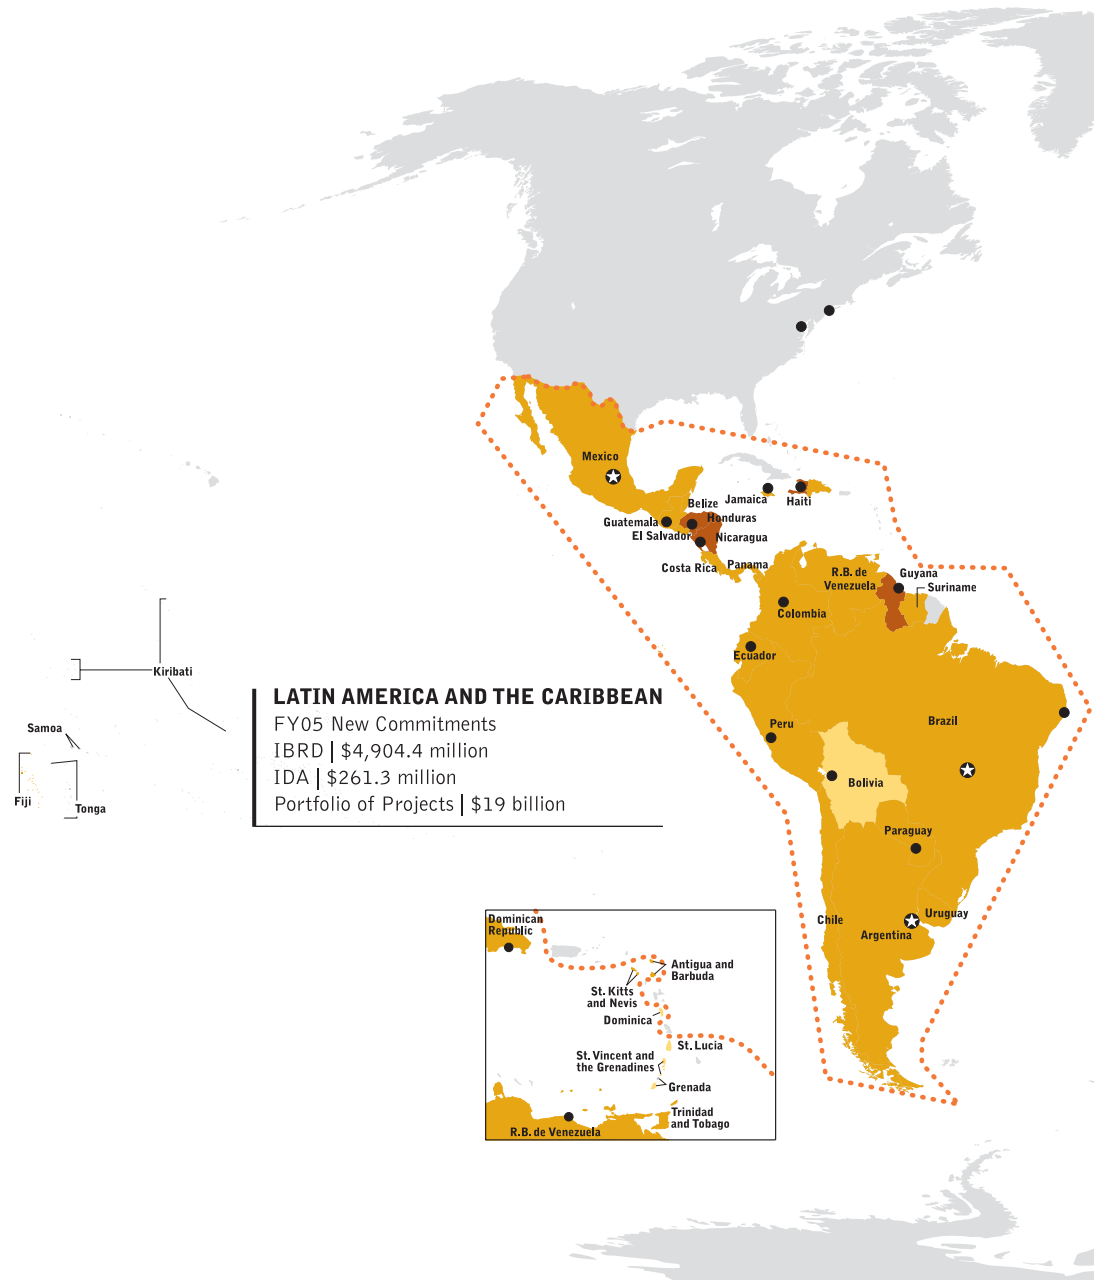 Mexico
Belize
Jamaica
Haiti
Guatemala
Honduras
El Salvador
Nicaragua
Costa Rica
Panama
R.B. de
Venezuela
Guyana
Suriname
Colombia
Ecuador
Kiribati
LATIN AMERICA AND THE CARIBBEAN
FY05 New Commitments
IBRD | $4,904.4 million
IDA | $261.3 million
Portfolio of Projects | $19 billion
Peru
Brazil
Samoa
Fiji
Tonga
Bolivia
Paraguay
Chile
Uruguay
Argentina
Dominican
Republic
Antigua and
Barbuda
St. Kitts
and Nevis
Dominica
St. Lucia
St. Vincent and
the Grenadines
Grenada
Trinidad
and Tobago
R.B. de Venezuela